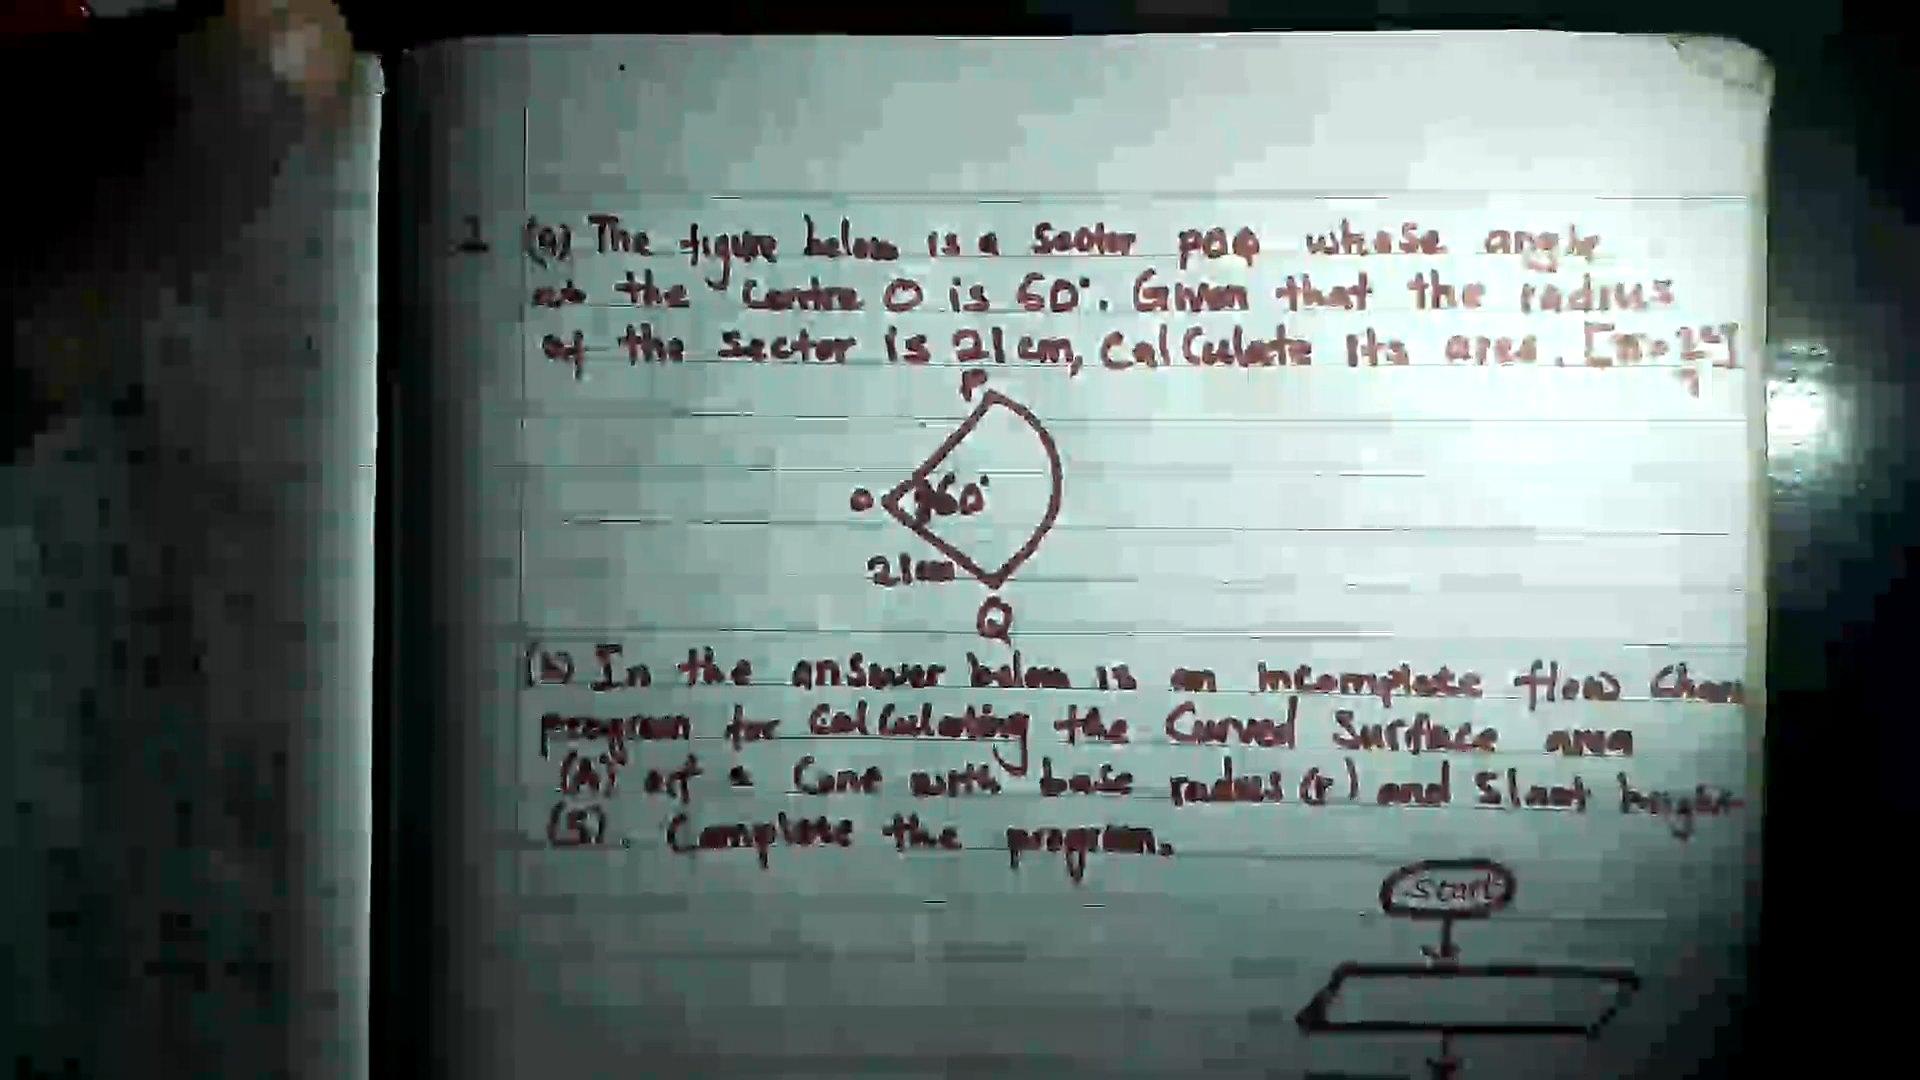 1 (a) The figure below is a Sector POQ whose angle
at the Centre O is 60°. Given that the radius
of the sector is 21cm, Calculate its area. [π=22/7]
P
O 60°
21cm
Q
(b) In the answer below is an incomplete flow Chart
program for Calculating the Curved Surface area
(A) of a Cone with base radius (r) and Slant height
(S). Complete the program.
Start